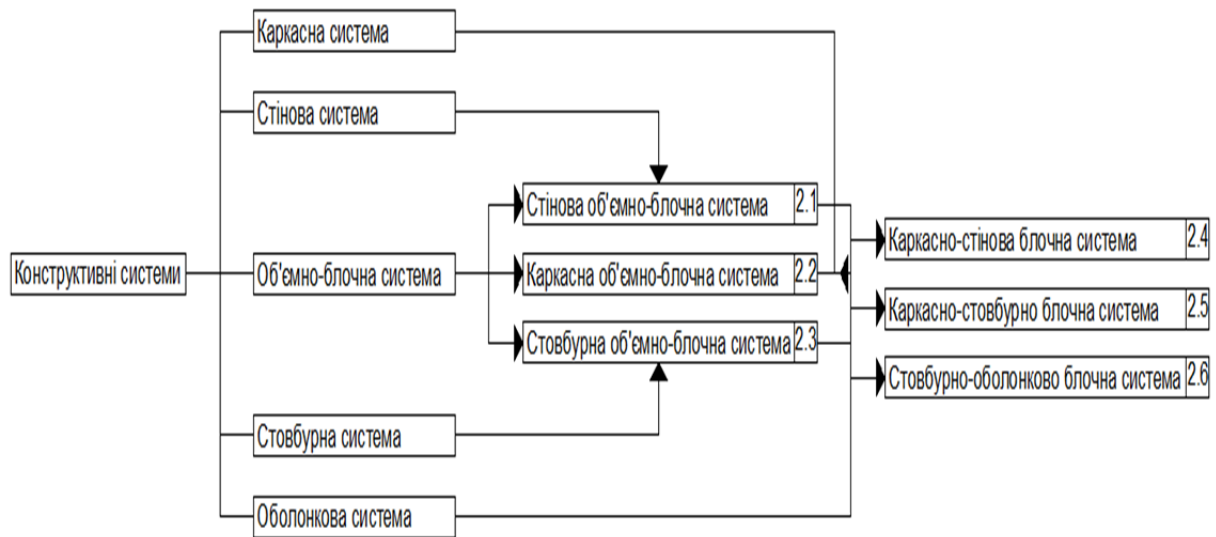 Каркасна система
Стінова система
Стінова об'ємно-блочна система 2.1
Каркасно-стінова блочна система 2.4
Конструктивні системи
Об'ємно-блочна система
Каркасна об'ємно-блочна система 2.2
Каркасно-стовбурно блочна система 2.5
Стовбурна об'ємно-блочна система 2.3
Стовбурно-оболонково блочна система 2.6
Стовбурна система
Оболонкова система